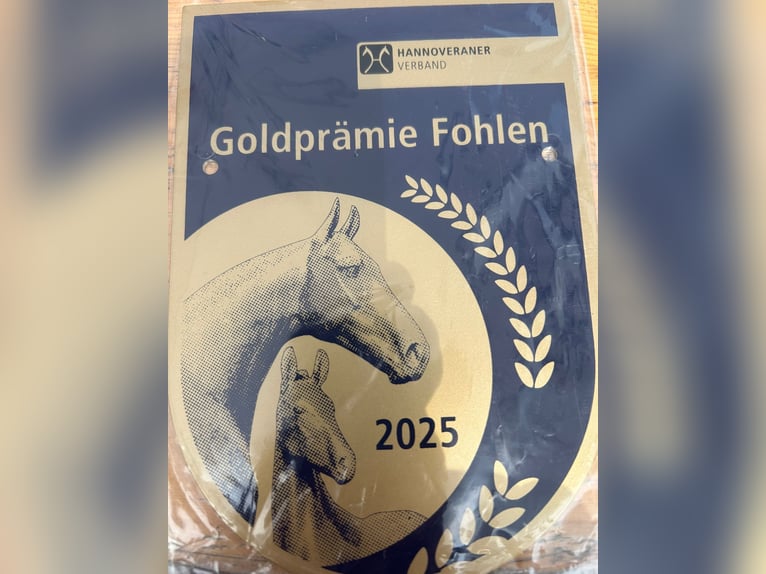 HANNOVERANER
VERBAND
Goldprämie Fohlen
2025